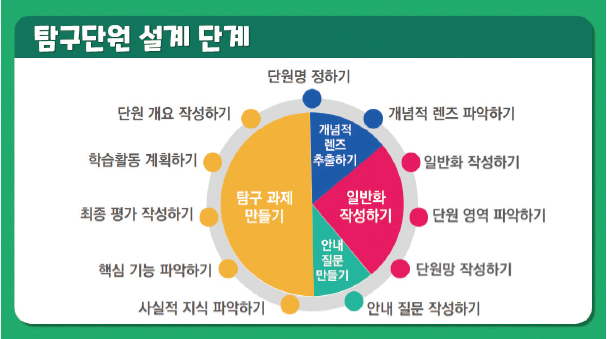 탐구단원 설계 단계
단원명 정하기
개념적 렌즈 파악하기
일반화 작성하기
단원 영역 파악하기
단원망 작성하기
안내 질문 작성하기
사실적 지식 파악하기
핵심 기능 파악하기
최종 평가 작성하기
학습활동 계획하기
단원 개요 작성하기
개념적
렌즈
추출하기
일반화
작성하기
안내
질문
만들기
탐구 과제
만들기